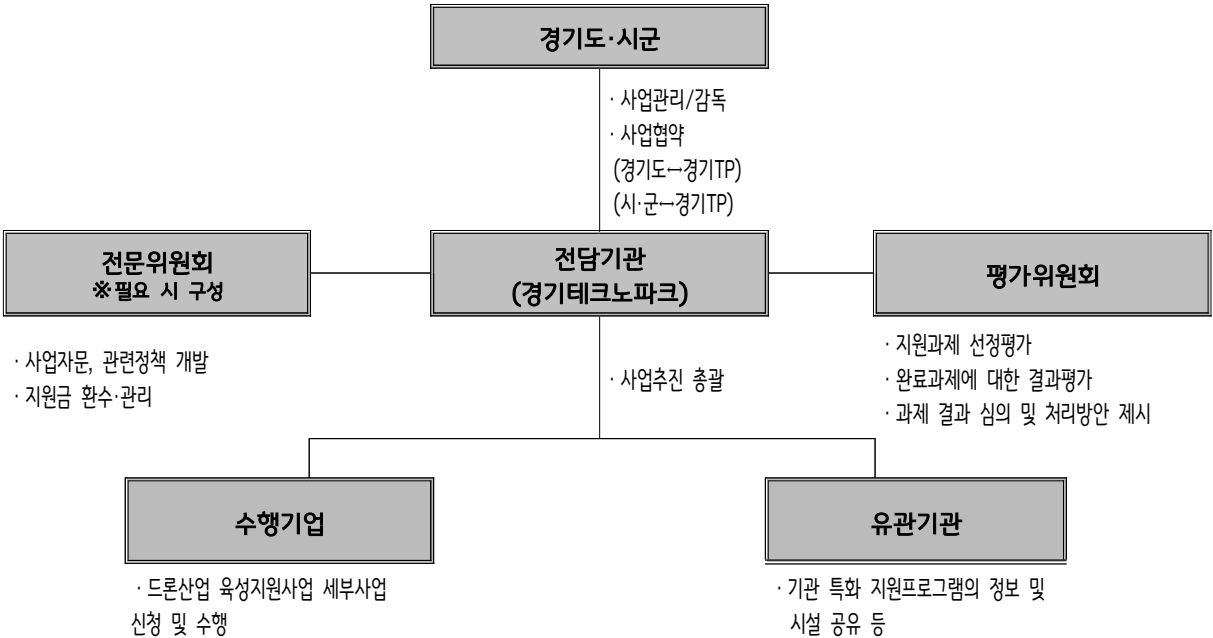 경기도·시군
· 사업관리/감독
· 사업협약
(경기도↔경기TP)
(시·군↔경기TP)
전문위원회
※필요 시 구성
· 사업자문, 관련정책 개발
· 지원금 환수·관리
전담기관
(경기테크노파크)
· 사업추진 총괄
평가위원회
· 지원과제 선정평가
· 완료과제에 대한 결과평가
· 과제 결과 심의 및 처리방안 제시
수행기업
· 드론산업 육성지원사업 세부사업
신청 및 수행
유관기관
· 기관 특화 지원프로그램의 정보 및
시설 공유 등